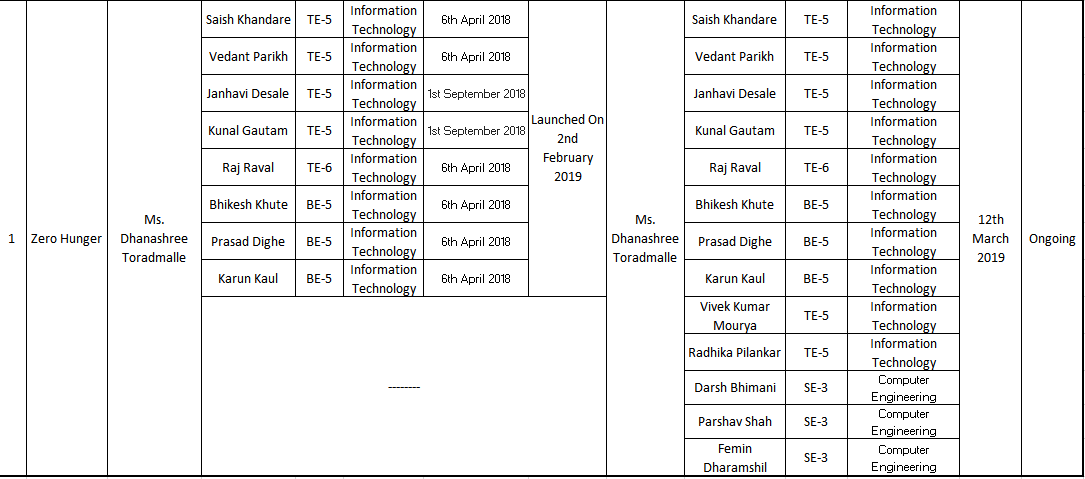 1
Zero Hunger
Ms.
Dhanashree
Toradmalle
Saish Khandare TE-5 Information Technology 6th April 2018
Vedant Parikh TE-5 Information Technology 6th April 2018
Janhavi Desale TE-5 Information Technology 1st September 2018
Kunal Gautam TE-5 Information Technology 1st September 2018
Raj Raval TE-6 Information Technology 6th April 2018
Bhikesh Khute BE-5 Information Technology 6th April 2018
Prasad Dighe BE-5 Information Technology 6th April 2018
Karun Kaul BE-5 Information Technology 6th April 2018
--------
Launched On
2nd
February
2019
Ms.
Dhanashree
Toradmalle
Saish Khandare TE-5 Information Technology
Vedant Parikh TE-5 Information Technology
Janhavi Desale TE-5 Information Technology
Kunal Gautam TE-5 Information Technology
Raj Raval TE-6 Information Technology
Bhikesh Khute BE-5 Information Technology
Prasad Dighe BE-5 Information Technology
Karun Kaul BE-5 Information Technology
Vivek Kumar Mourya TE-5 Information Technology
Radhika Pilankar TE-5 Information Technology
Darsh Bhimani SE-3 Computer Engineering
Parshav Shah SE-3 Computer Engineering
Femin Dharamshil SE-3 Computer Engineering
12th
March
2019
Ongoing